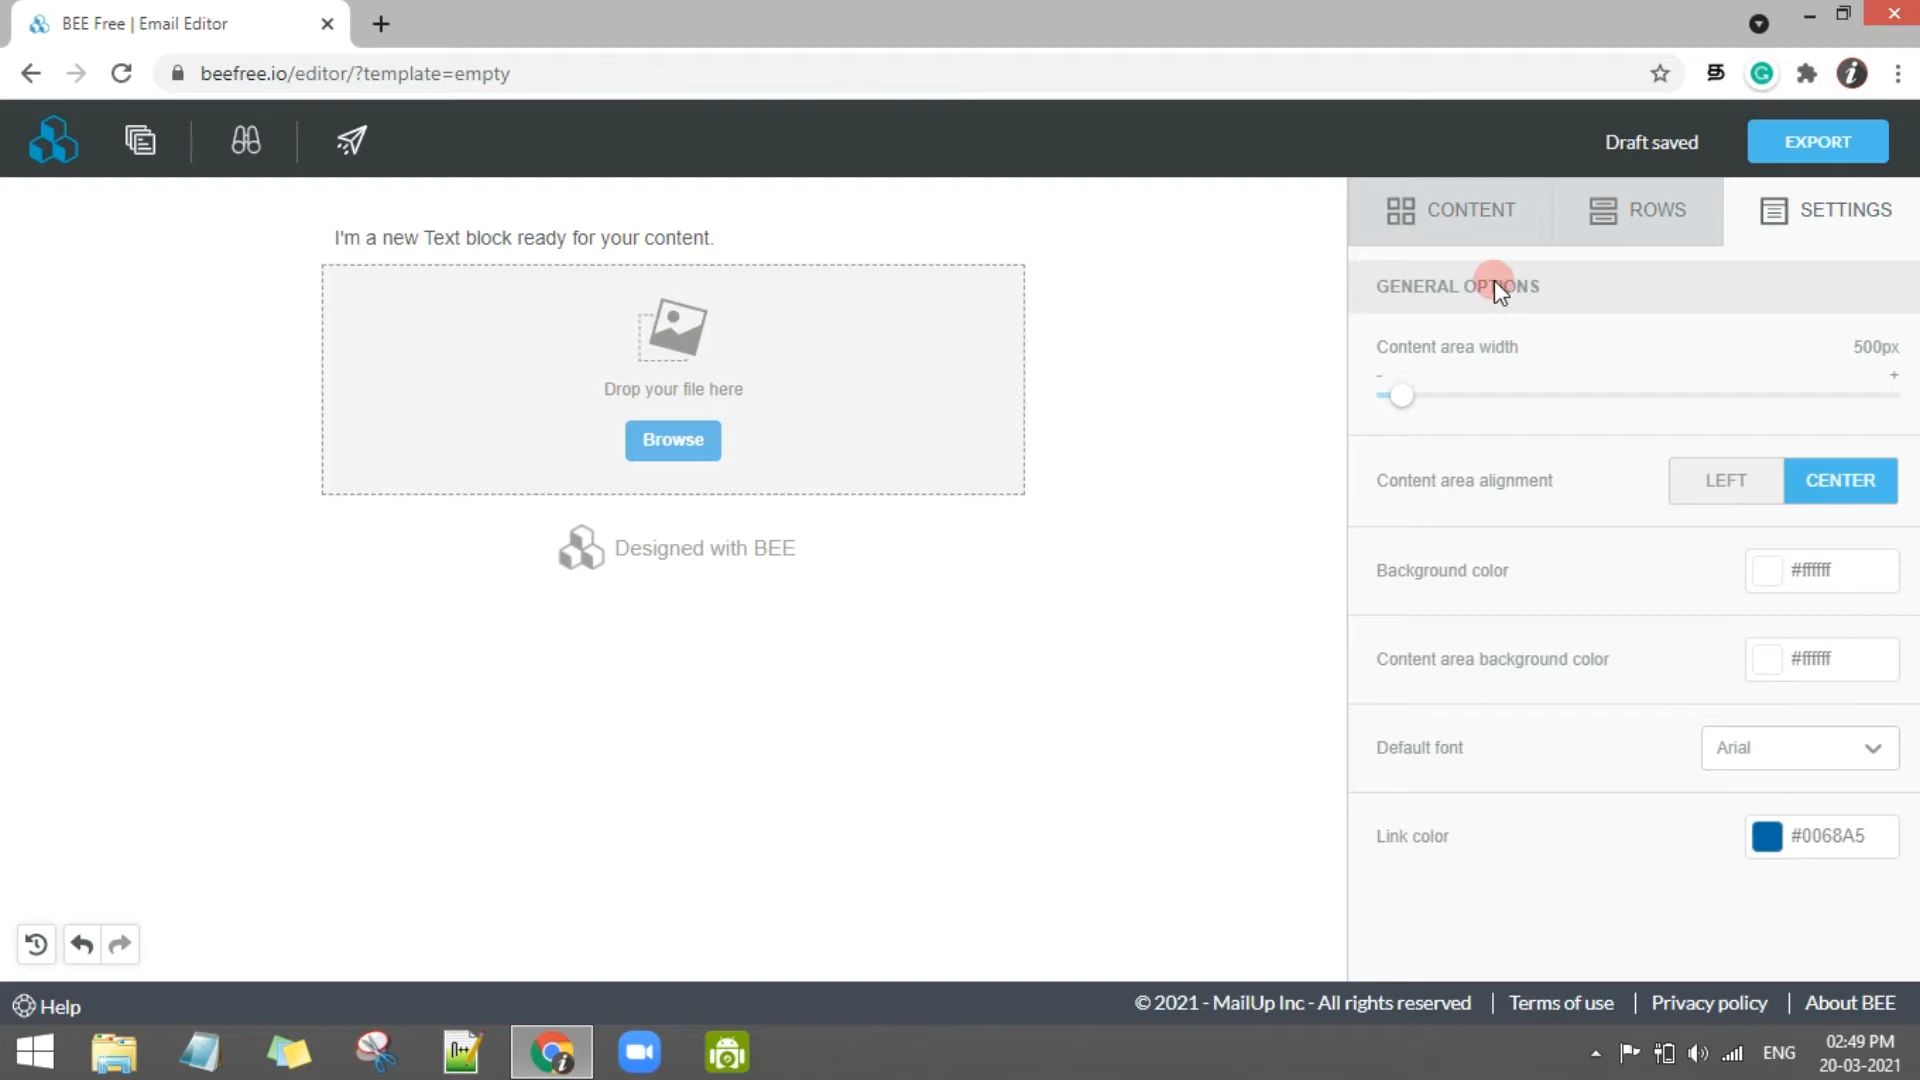 BEE Free | Email Editor
beefree.io/editor/?template=empty
Draft saved
EXPORT
CONTENT
ROWS
SETTINGS
I'm a new Text block ready for your content.
Drop your file here
Browse
Designed with BEE
GENERAL OPTIONS
Content area width
500px
-
+
Content area alignment
LEFT
CENTER
Background color
#ffffff
Content area background color
#ffffff
Default font
Arial
Link color
#0068A5
Help
© 2021 - MailUp Inc - All rights reserved | Terms of use | Privacy policy | About BEE
ENG
02:49 PM
20-03-2021